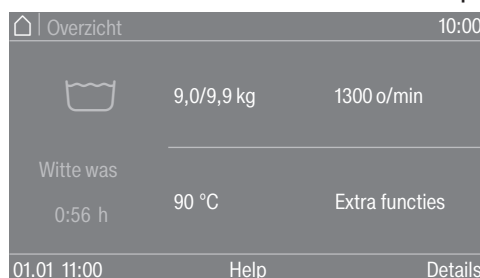 Overzicht 10:00
9,0/9,9 kg 1300 o/min
Witte was
0:56 h
90 °C Extra functies
01.01 11:00 Help Details